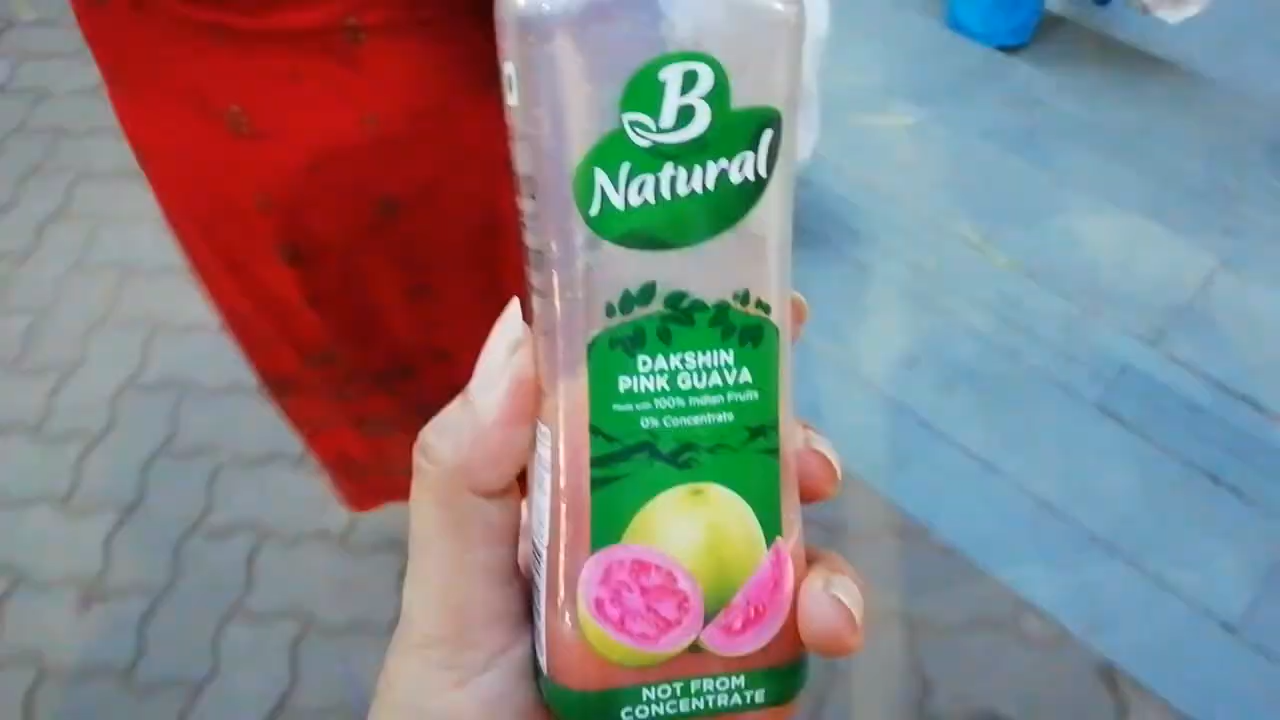 B
Natural
DAKSHIN
PINK GUAVA
Made with 100% Indian Fruits
0% Concentrate
NOT FROM
CONCENTRATE